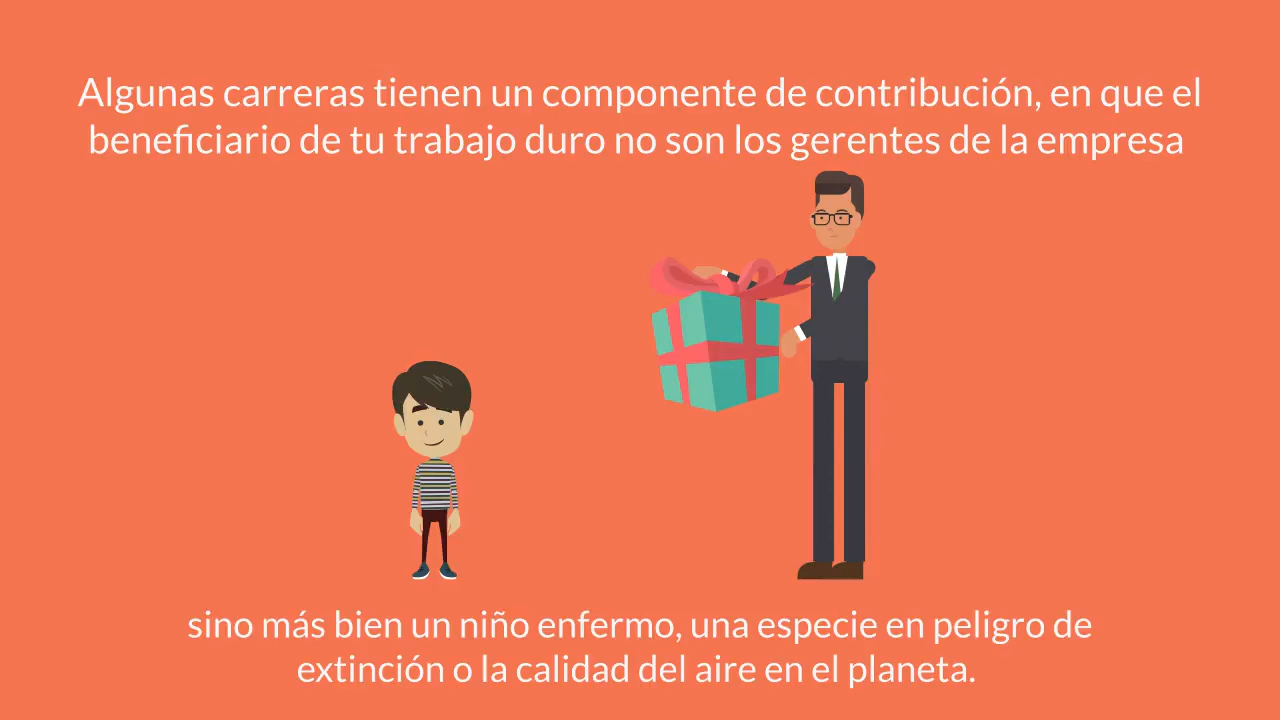 Algunas carreras tienen un componente de contribución, en que el
beneficiario de tu trabajo duro no son los gerentes de la empresa
sino más bien un niño enfermo, una especie en peligro de
extinción o la calidad del aire en el planeta.